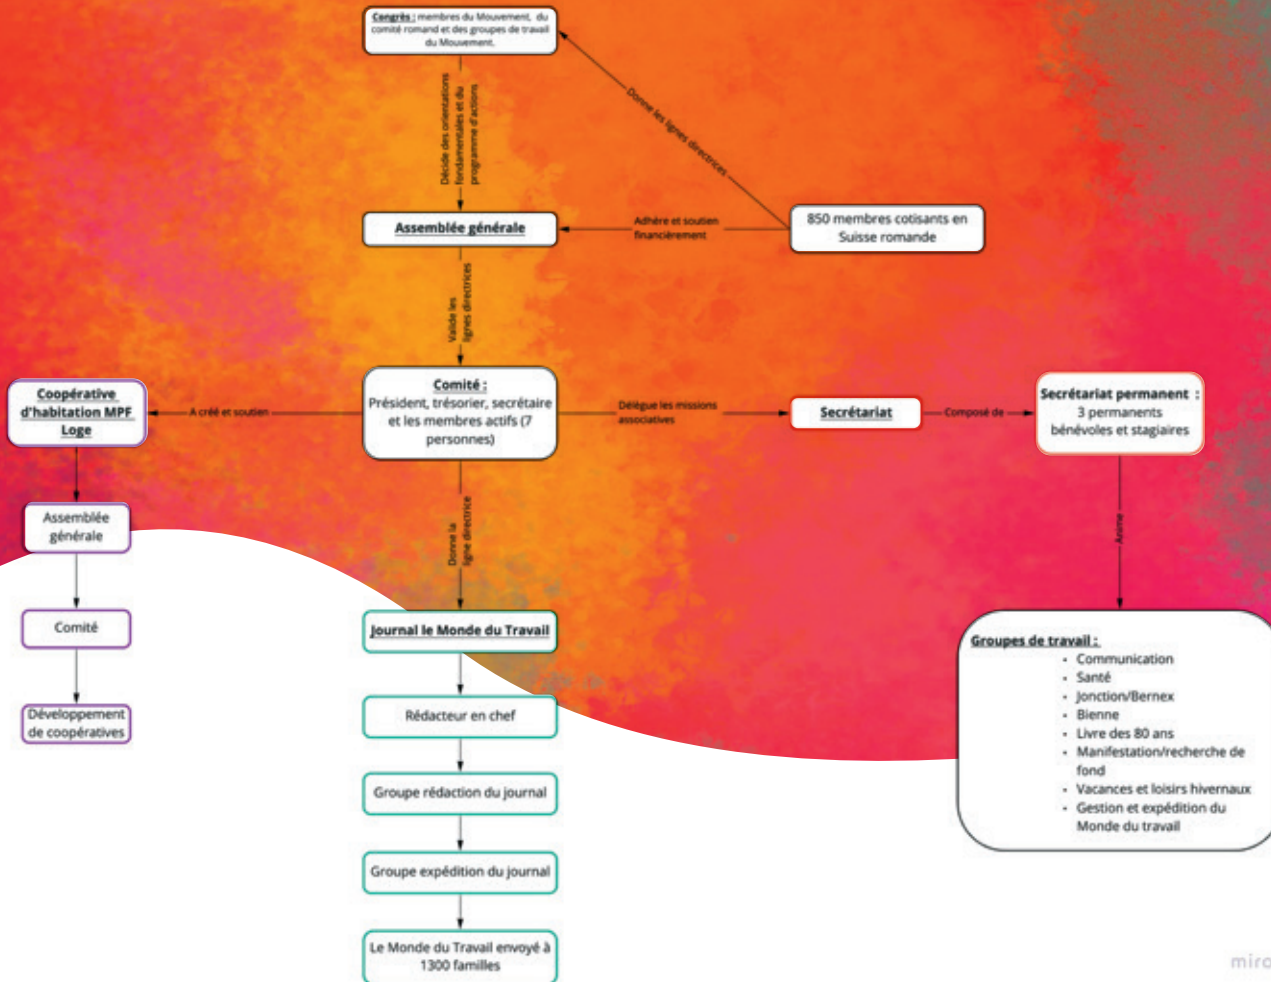 Congrès : membres du Mouvement, du
comité romand et des groupes de travail
du Mouvement.
Décide des orientations
fondamentales et du
programme d'actions
Donne les lignes directrices
850 membres cotisants en
Suisse romande
Adhère et soutien
financièrement
Assemblée générale
Valide les
lignes directrices
Comité :
Président, trésorier, secrétaire
et les membres actifs (7
personnes)
A créé et soutien
Coopérative
d'habitation MPF
Loge
Assemblée
générale
Comité
Développement
de coopératives
Délègue les missions
associatives
Secrétariat
Composé de
Secrétariat permanent :
3 permanents
bénévoles et stagiaires
Anime
Groupes de travail :
• Communication
• Santé
• Jonction/Bernex
• Bienne
• Livre des 80 ans
• Manifestation/recherche de
fond
• Vacances et loisirs hivernaux
• Gestion et expédition du
Monde du travail
Donne la
ligne directrice
Journal le Monde du Travail
Rédacteur en chef
Groupe rédaction du journal
Groupe expédition du journal
Le Monde du Travail envoyé à
1300 familles
miro